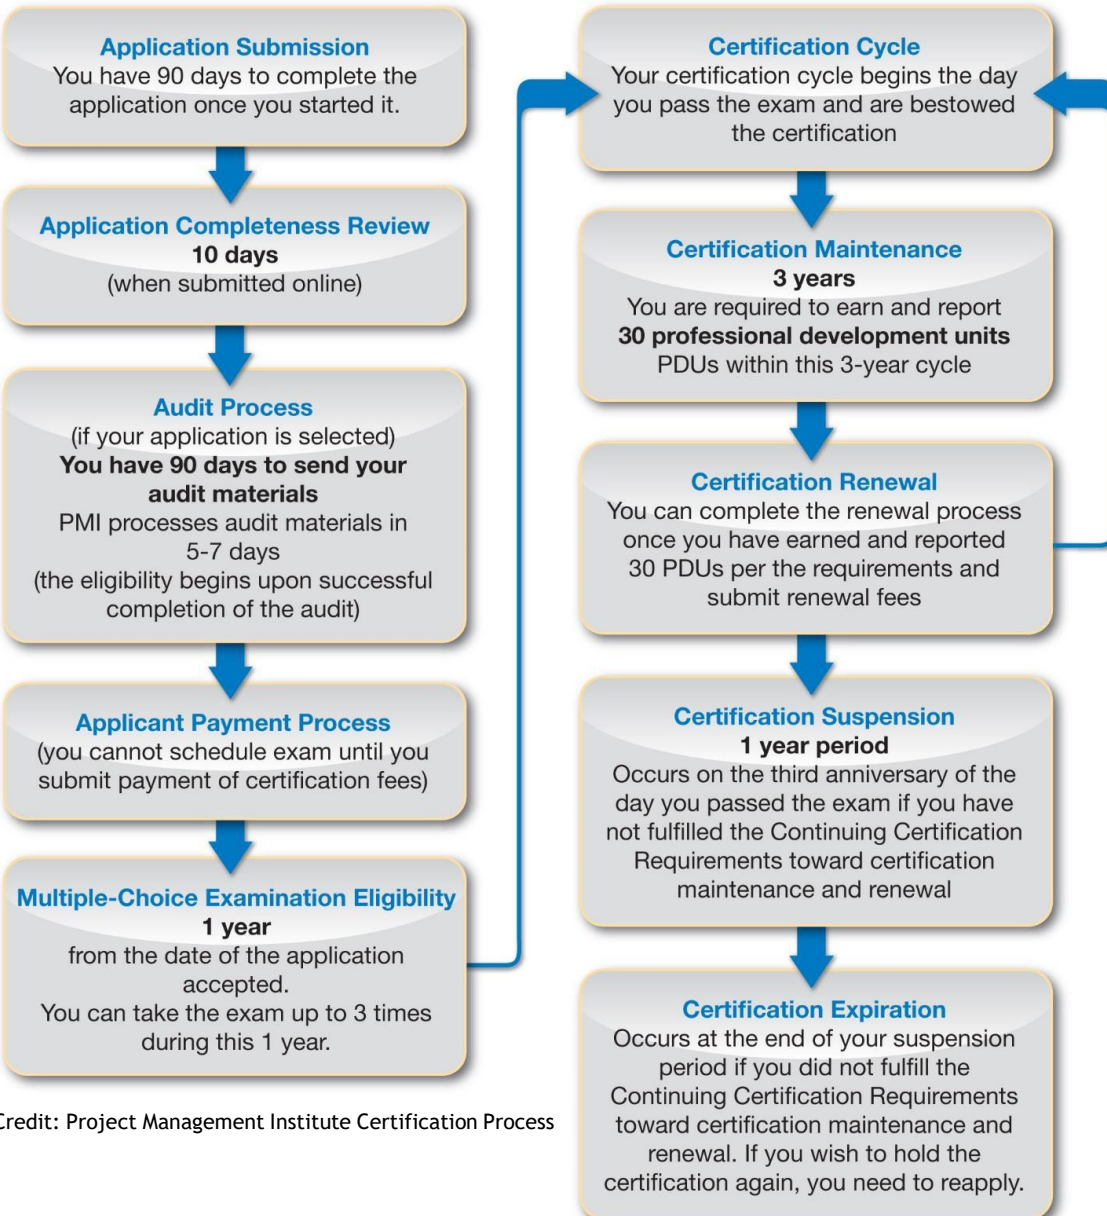 Application Submission
You have 90 days to complete the
application once you started it.
Application Completeness Review
10 days
(when submitted online)
Audit Process
(if your application is selected)
You have 90 days to send your
audit materials
PMI processes audit materials in
5-7 days
(the eligibility begins upon successful
completion of the audit)
Applicant Payment Process
(you cannot schedule exam until you
submit payment of certification fees)
Multiple-Choice Examination Eligibility
1 year
from the date of the application
accepted.
You can take the exam up to 3 times
during this 1 year.
Credit: Project Management Institute Certification Process
Certification Cycle
Your certification cycle begins the day
you pass the exam and are bestowed
the certification
Certification Maintenance
3 years
You are required to earn and report
30 professional development units
PDUs within this 3-year cycle
Certification Renewal
You can complete the renewal process
once you have earned and reported
30 PDUs per the requirements and
submit renewal fees
Certification Suspension
1 year period
Occurs on the third anniversary of the
day you passed the exam if you have
not fulfilled the Continuing Certification
Requirements toward certification
maintenance and renewal
Certification Expiration
Occurs at the end of your suspension
period if you did not fulfill the
Continuing Certification Requirements
toward certification maintenance and
renewal. If you wish to hold the
certification again, you need to reapply.